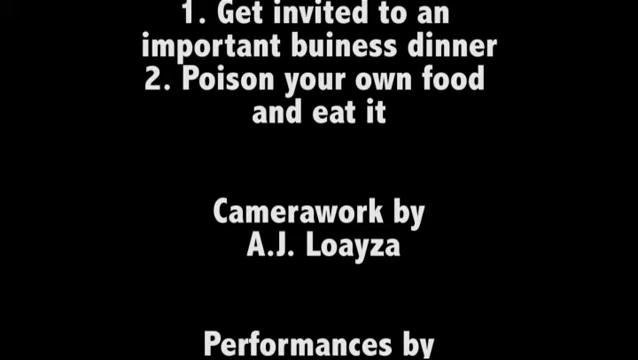 1. Get invited to an
important buiness dinner
2. Poison your own food
and eat it
Camerawork by
A.J. Loayza
Performances by